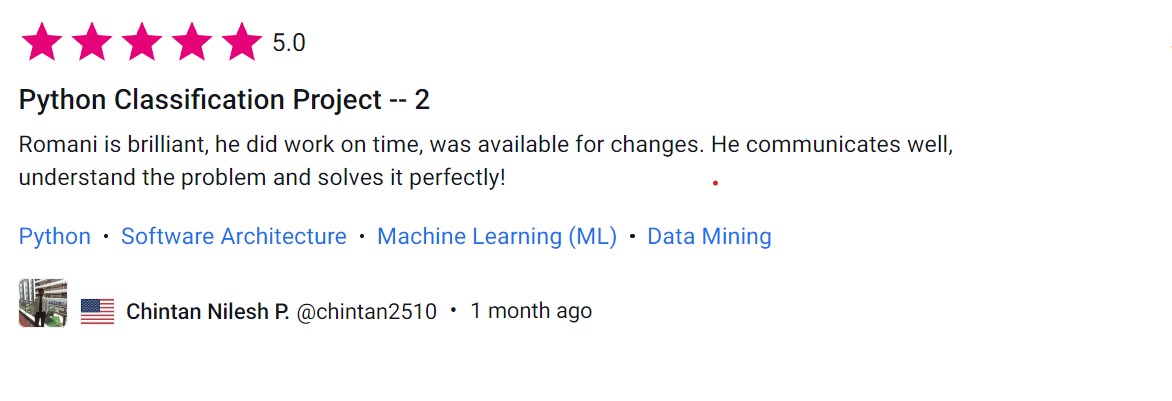 5.0
Python Classification Project -- 2
Romani is brilliant, he did work on time, was available for changes. He communicates well,
understand the problem and solves it perfectly!
Python • Software Architecture • Machine Learning (ML) • Data Mining
Chintan Nilesh P. @chintan2510 • 1 month ago